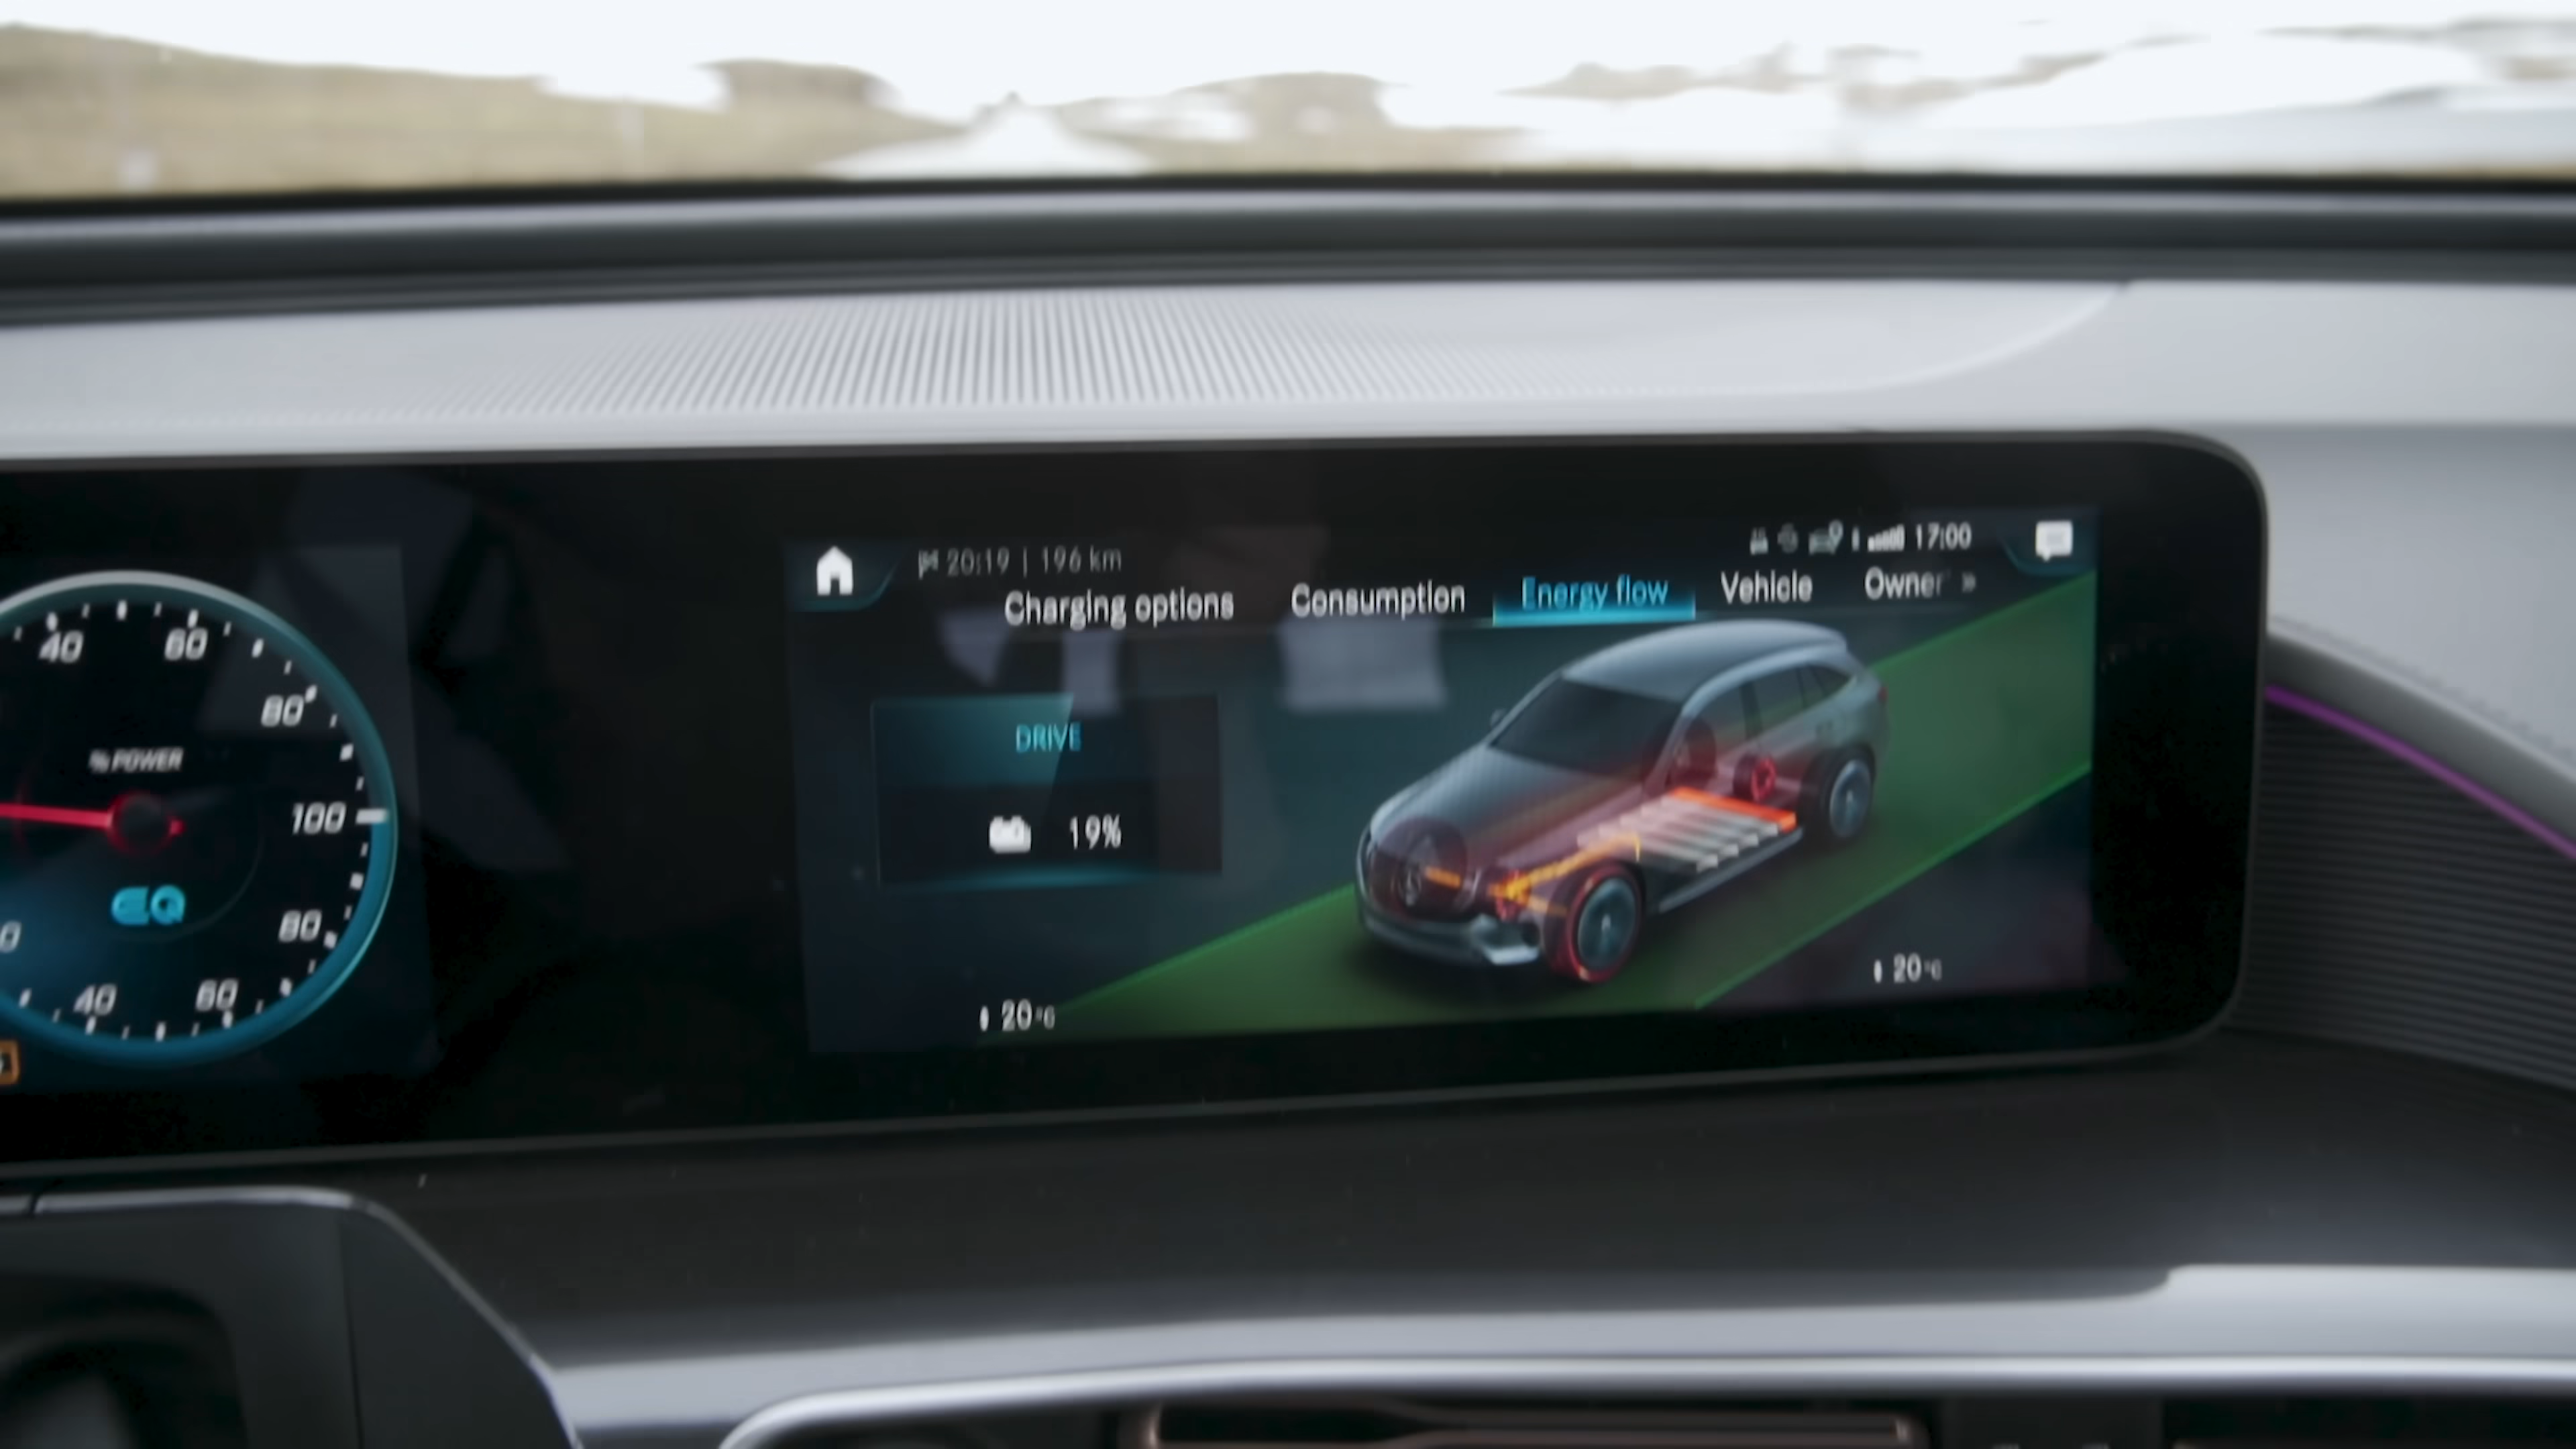 20:19 | 196 km
17:00
Charging options Consumption Energy flow Vehicle Owner »
40 60
80
% POWER
DRIVE
100
19%
EQ
80
40 60
20°C
20°C